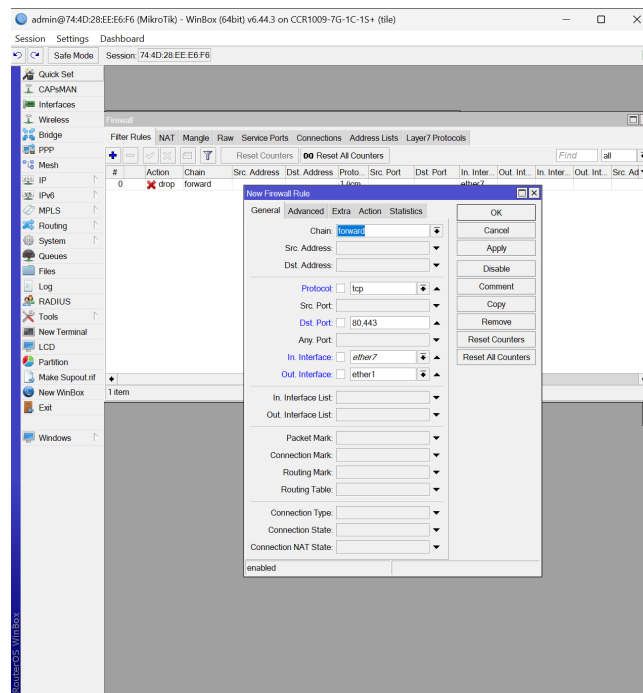 admin@74:4D:28:EE:E6:F6 (MikroTik) - WinBox (64bit) v6.44.3 on CCR1009-7G-1C-1S+ (tile)
Session Settings Dashboard
Safe Mode Session: 74:4D:28:EE:E6:F6
Quick Set
CAPsMAN
Interfaces
Wireless
Bridge
PPP
Mesh
IP
IPv6
MPLS
Routing
System
Queues
Files
Log
RADIUS
Tools
New Terminal
LCD
Partition
Make Supout.rif
New WinBox
Exit
Windows
RouterOS WinBox
Firewall
Filter Rules NAT Mangle Raw Service Ports Connections Address Lists Layer7 Protocols
Reset Counters 00 Reset All Counters Find all
# Action Chain Src. Address Dst. Address Proto... Src. Port Dst. Port In. Inter... Out. Int... In. Inter... Out. Int... Src. Ad
0 drop forward 1 (icm... ether7
1 item
New Firewall Rule
General Advanced Extra Action Statistics
Chain: forward
Src. Address:
Dst. Address:
Protocol: tcp
Src. Port:
Dst. Port: 80,443
Any. Port:
In. Interface: ether7
Out. Interface: ether1
In. Interface List:
Out. Interface List:
Packet Mark:
Connection Mark:
Routing Mark:
Routing Table:
Connection Type:
Connection State:
Connection NAT State:
enabled
OK
Cancel
Apply
Disable
Comment
Copy
Remove
Reset Counters
Reset All Counters